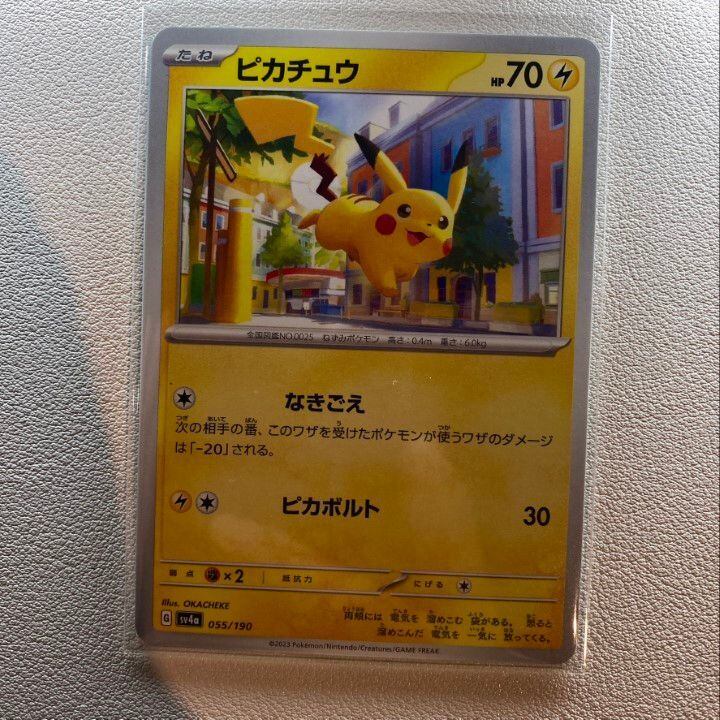 たね
ピカチュウ
HP 70
全国図鑑NO.0025 ねずみポケモン 高さ:0.4m 重さ:6.0kg
なきごえ
次の相手の番、このワザを受けたポケモンが使うワザのダメージ
は「-20」される。
ピカボルト 30
弱点 ×2 抵抗力 にげる
Illus. OKACHEKE
G sv4a 055/190
両頬には 電気を 溜めこむ 袋がある。 怒ると
溜めこんだ 電気を 一気に 放ってくる。
©2023 Pokémon/Nintendo/Creatures/GAME FREAK